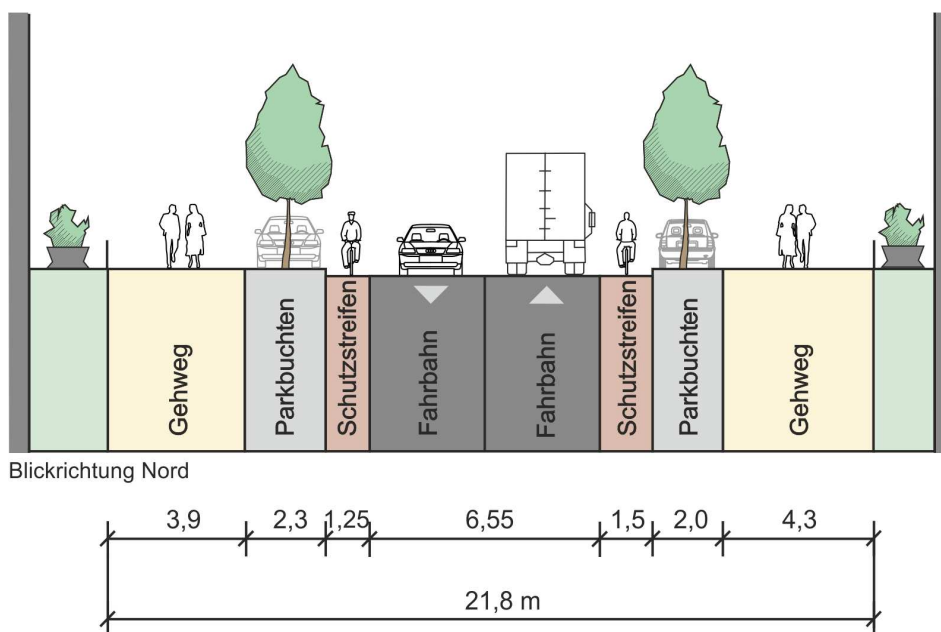 Gehweg
Parkbuchten
Schutzstreifen
Fahrbahn
Fahrbahn
Schutzstreifen
Parkbuchten
Gehweg
Blickrichtung Nord
3,9 2,3 1,25 6,55 1,5 2,0 4,3
21,8 m